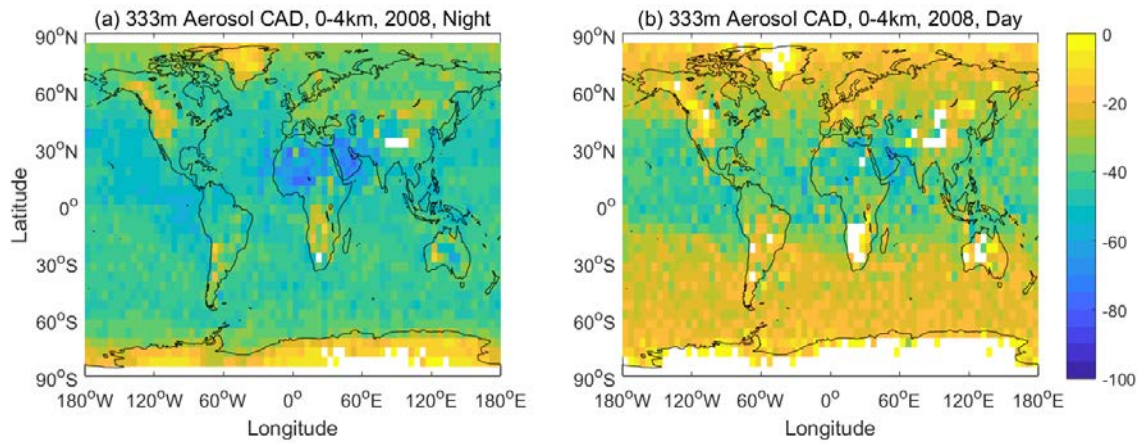 (a) 333m Aerosol CAD, 0-4km, 2008, Night
(b) 333m Aerosol CAD, 0-4km, 2008, Day
90°N
60°N
30°N
0°
30°S
60°S
90°S
Latitude
180°W 120°W 60°W 0° 60°E 120°E 180°E
Longitude
90°N
60°N
30°N
0°
30°S
60°S
90°S
180°W 120°W 60°W 0° 60°E 120°E 180°E
Longitude
0
-20
-40
-60
-80
-100